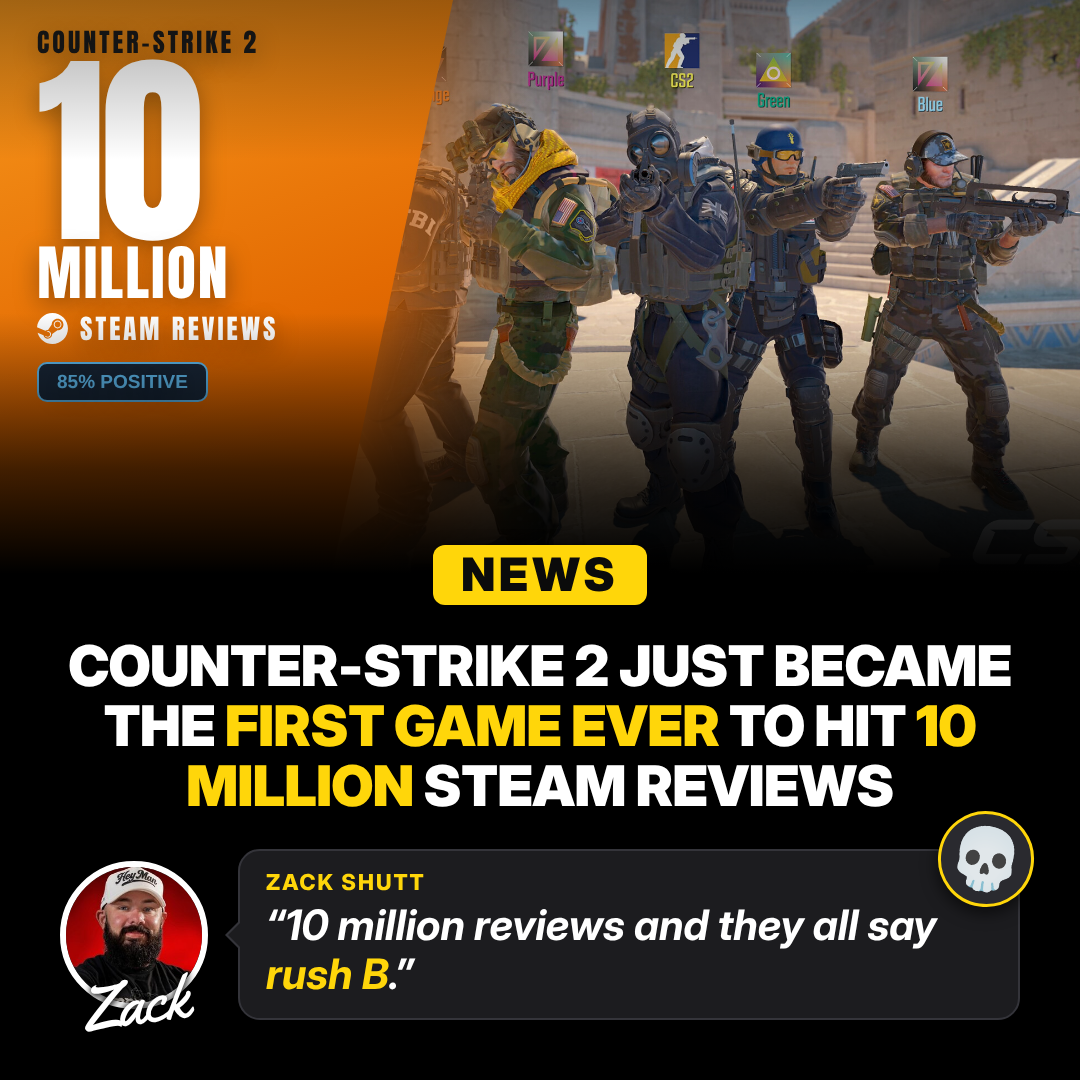 COUNTER-STRIKE 2
10
MILLION
STEAM REVIEWS
85% POSITIVE
Purple
CS2
Green
Blue
NEWS
COUNTER-STRIKE 2 JUST BECAME
THE FIRST GAME EVER TO HIT 10
MILLION STEAM REVIEWS
ZACK SHUTT
“10 million reviews and they all say
rush B.”
Hey Man
Zack